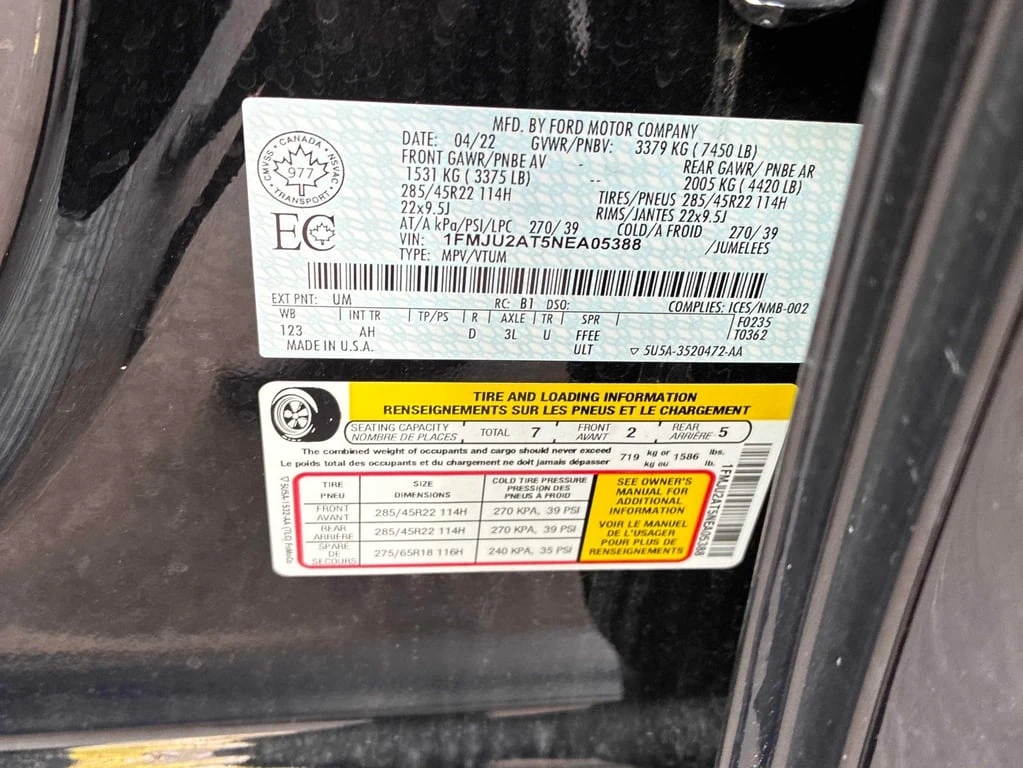 MFD. BY FORD MOTOR COMPANY
DATE: 04/22 GVWR/PNBV: 3379 KG ( 7450 LB)
FRONT GAWR/PNBE AV - REAR GAWR/ PNBE AR
1531 KG ( 3375 LB) -- 2005 KG ( 4420 LB)
285/45R22 114H TIRES/PNEUS 285/45R22 114H
22x9.5J RIMS/JANTES 22x9.5J
AT/A kPa/PSI/LPC 270/ 39 COLD/A FROID 270/ 39
VIN: 1FMJU2AT5NEA05388 /JUMELEES
TYPE: MPV/VTUM
CANADA
CMVSS NSVAC
977
TRANSPORT
EC
EXT PNT: UM RC: B1 DSO: COMPLIES: ICES/NMB-002
WB INT TR TP/PS R AXLE TR SPR F0235
123 AH D 3L U FFEE T0362
MADE IN U.S.A. ULT ▽ 5U5A-3520472-AA
TIRE AND LOADING INFORMATION
RENSEIGNEMENTS SUR LES PNEUS ET LE CHARGEMENT
SEATING CAPACITY
NOMBRE DE PLACES
TOTAL 7
FRONT
AVANT
2
REAR
ARRIÈRE
5
The combined weight of occupants and cargo should never exceed 719 kg or 1586 lbs.
Le poids total des occupants et du chargement ne doit jamais dépasser kg ou lb.
TIRE
PNEU
SIZE
DIMENSIONS
COLD TIRE PRESSURE
PRESSION DES
PNEUS À FROID
FRONT
AVANT
285/45R22 114H
270 KPA, 39 PSI
REAR
ARRIÈRE
285/45R22 114H
270 KPA, 39 PSI
SPARE
DE
SECOURS
275/65R18 116H
240 KPA, 35 PSI
SEE OWNER'S
MANUAL FOR
ADDITIONAL
INFORMATION
VOIR LE MANUEL
DE L'USAGER
POUR PLUS DE
RENSEIGNEMENTS
1FMJU2AT5NEA05388